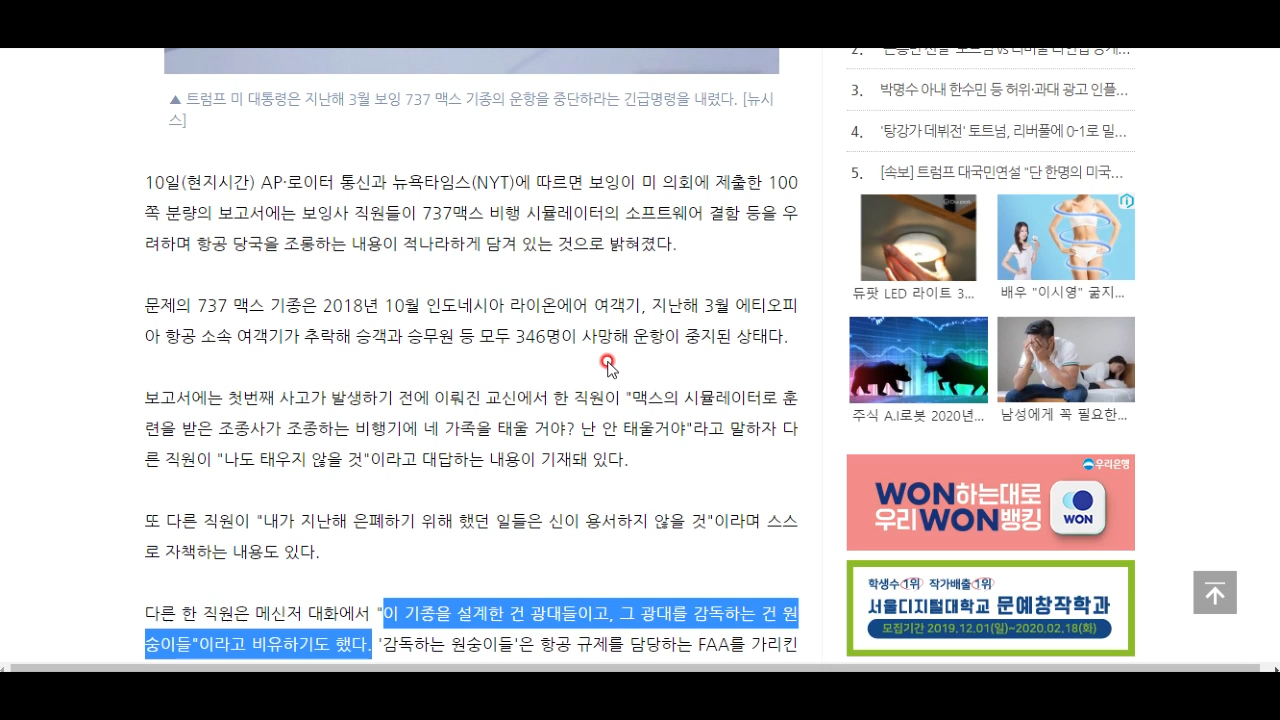 ▲ 트럼프 미 대통령은 지난해 3월 보잉 737 맥스 기종의 운항을 중단하라는 긴급명령을 내렸다. [뉴시
스]
10일(현지시간) AP·로이터 통신과 뉴욕타임스(NYT)에 따르면 보잉이 미 의회에 제출한 100
쪽 분량의 보고서에는 보잉사 직원들이 737맥스 비행 시뮬레이터의 소프트웨어 결함 등을 우
려하며 항공 당국을 조롱하는 내용이 적나라하게 담겨 있는 것으로 밝혀졌다.
문제의 737 맥스 기종은 2018년 10월 인도네시아 라이온에어 여객기, 지난해 3월 에티오피
아 항공 소속 여객기가 추락해 승객과 승무원 등 모두 346명이 사망해 운항이 중지된 상태다.
보고서에는 첫번째 사고가 발생하기 전에 이뤄진 교신에서 한 직원이 "맥스의 시뮬레이터로 훈
련을 받은 조종사가 조종하는 비행기에 네 가족을 태울 거야? 난 안 태울거야"라고 말하자 다
른 직원이 "나도 태우지 않을 것"이라고 대답하는 내용이 기재돼 있다.
또 다른 직원이 "내가 지난해 은폐하기 위해 했던 일들은 신이 용서하지 않을 것"이라며 스스
로 자책하는 내용도 있다.
다른 한 직원은 메신저 대화에서 "이 기종을 설계한 건 광대들이고, 그 광대를 감독하는 건 원
숭이들"이라고 비유하기도 했다. '감독하는 원숭이들'은 항공 규제를 담당하는 FAA를 가리킨
2.
3. 박명수 아내 한수민 등 허위·과대 광고 인플...
4. '탕강가 데뷔전' 토트넘, 리버풀에 0-1로 밀...
5. [속보] 트럼프 대국민연설 "단 한명의 미국...
듀팟 LED 라이트 3...
배우 "이시영" 굶지...
주식 A.I로봇 2020년...
남성에게 꼭 필요한...
우리은행
WON하는대로
우리WON뱅킹
WON
학생수 1위 작가배출 1위
서울디지털대학교 문예창작학과
모집기간 2019.12.01(일)~2020.02.18(화)